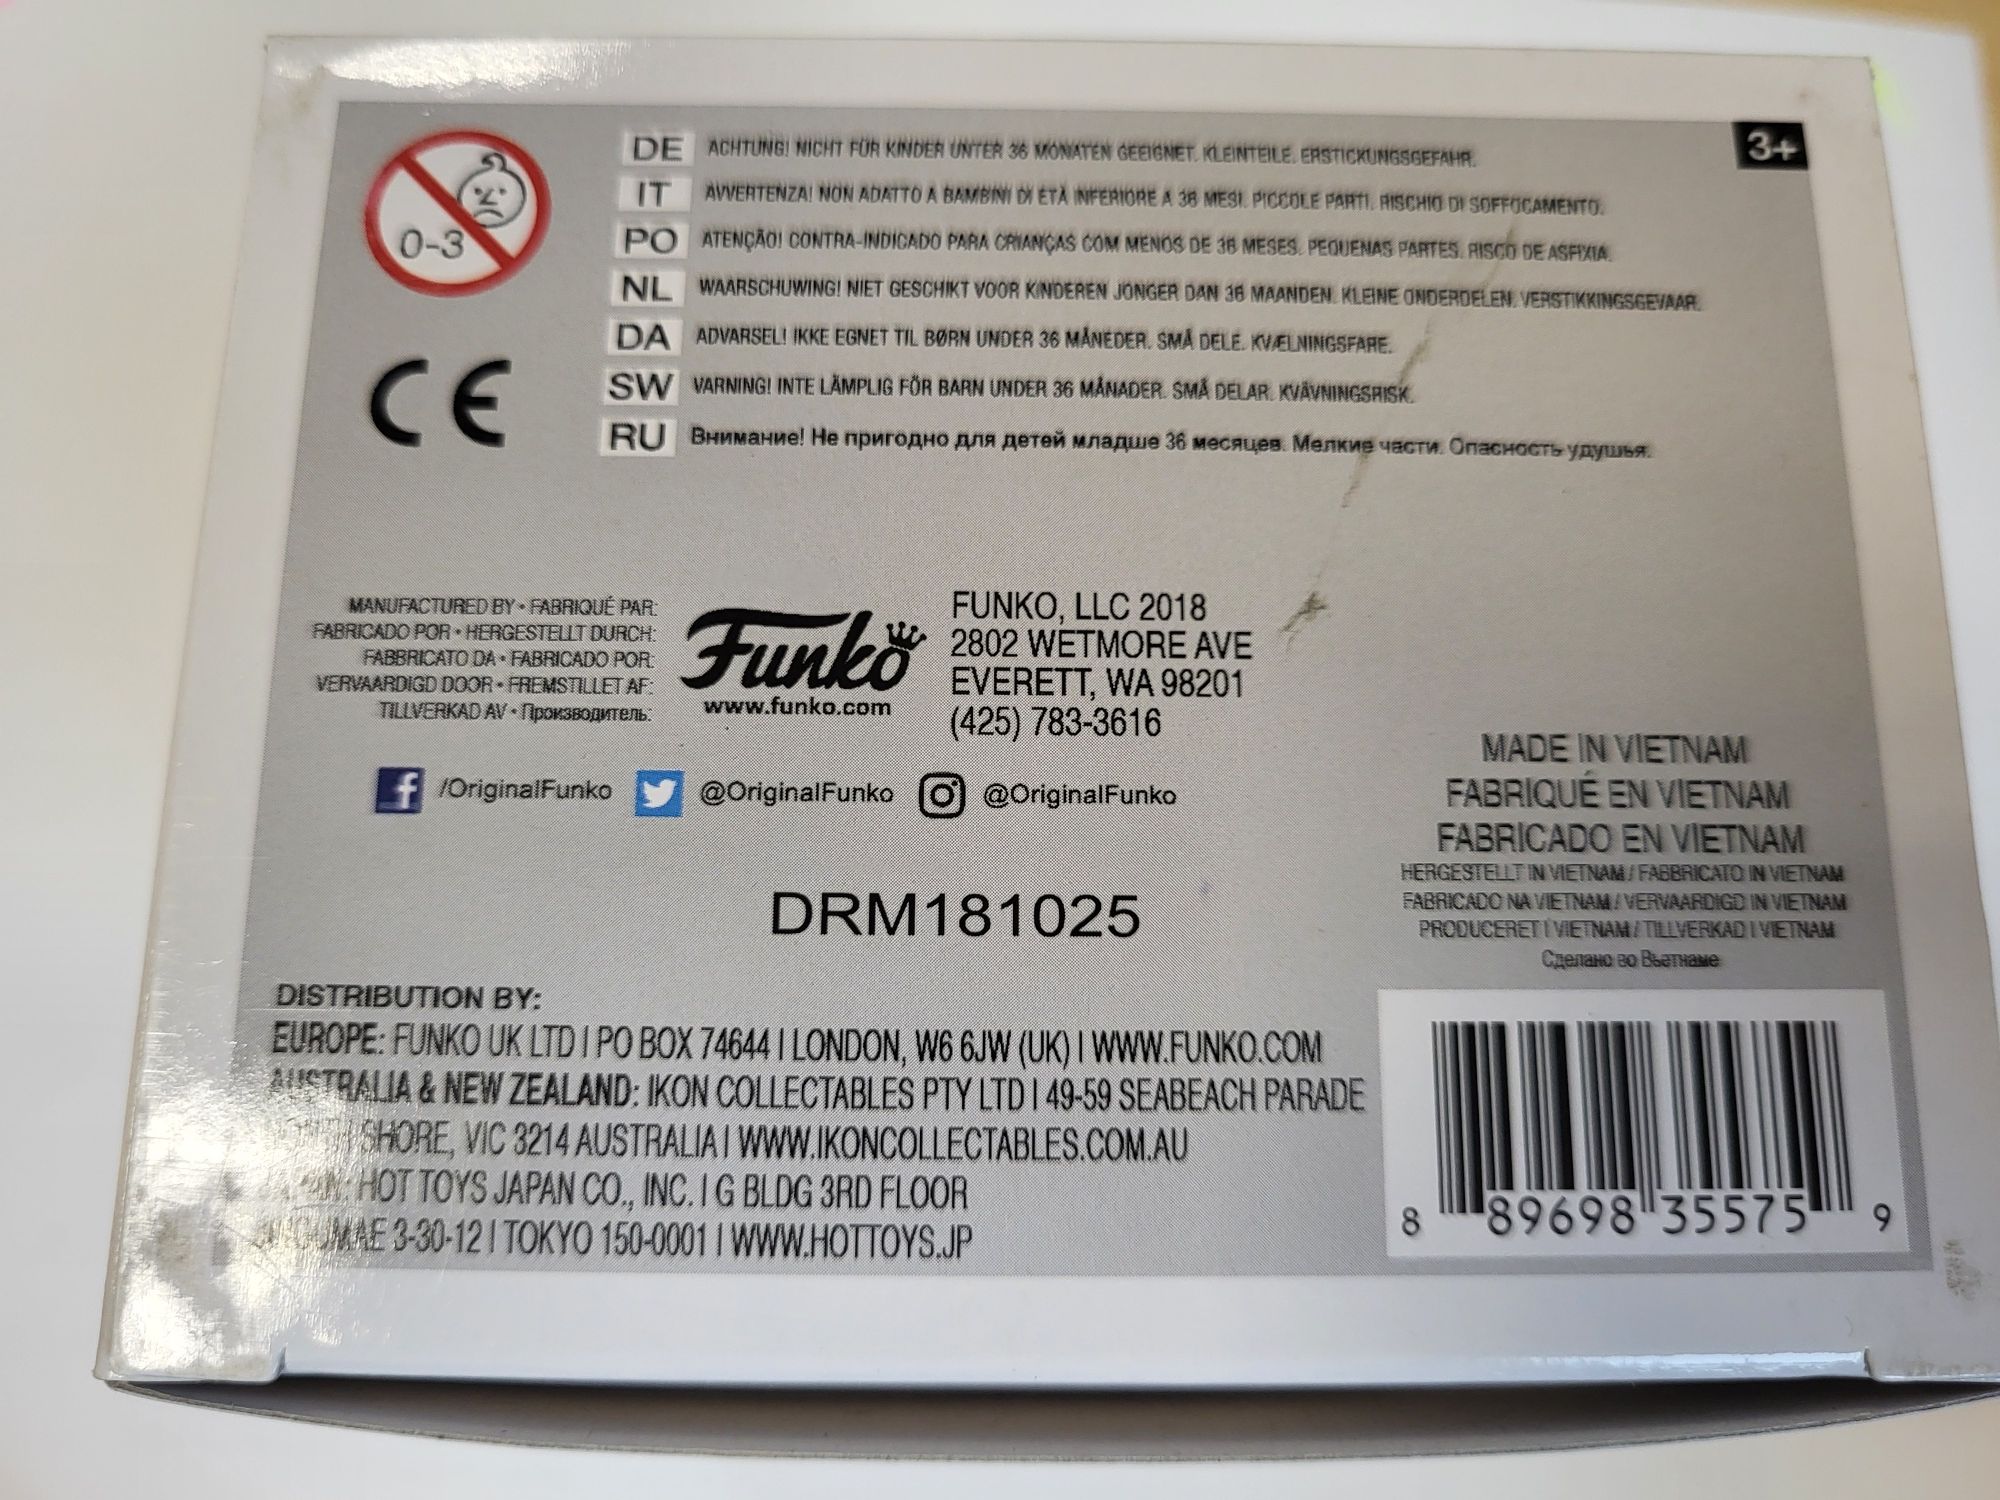 0-3
3+
DE ACHTUNG! NICHT FÜR KINDER UNTER 36 MONATEN GEEIGNET. KLEINTEILE. ERSTICKUNGSGEFAHR.
IT AVVERTENZA! NON ADATTO A BAMBINI DI ETÀ INFERIORE A 36 MESI. PICCOLE PARTI. RISCHIO DI SOFFOCAMENTO.
PO ATENÇÃO! CONTRA-INDICADO PARA CRIANÇAS COM MENOS DE 36 MESES. PEQUENAS PARTES. RISCO DE ASFIXIA.
NL WAARSCHUWING! NIET GESCHIKT VOOR KINDEREN JONGER DAN 36 MAANDEN. KLEINE ONDERDELEN. VERSTIKKINGSGEVAAR.
DA ADVARSEL! IKKE EGNET TIL BØRN UNDER 36 MÅNEDER. SMÅ DELE. KVÆLNINGSFARE.
SW VARNING! INTE LÄMPLIG FÖR BARN UNDER 36 MÅNADER. SMÅ DELAR. KVÄVNINGSRISK.
RU Внимание! Не пригодно для детей младше 36 месяцев. Мелкие части. Опасность удушья.
CE
MANUFACTURED BY • FABRIQUÉ PAR:
FABRICADO POR • HERGESTELLT DURCH:
FABBRICATO DA • FABRICADO POR:
VERVAARDIGD DOOR • FREMSTILLET AF:
TILLVERKAD AV • Производитель:
Funko
www.funko.com
FUNKO, LLC 2018
2802 WETMORE AVE
EVERETT, WA 98201
(425) 783-3616
/OriginalFunko @OriginalFunko @OriginalFunko
DRM181025
MADE IN VIETNAM
FABRIQUÉ EN VIETNAM
FABRICADO EN VIETNAM
HERGESTELLT IN VIETNAM / FABBRICATO IN VIETNAM
FABRICADO NA VIETNAM / VERVAARDIGD IN VIETNAM
PRODUCERET I VIETNAM / TILLVERKAD I VIETNAM
Сделано во Вьетнаме
DISTRIBUTION BY:
EUROPE: FUNKO UK LTD | PO BOX 74644 | LONDON, W6 6JW (UK) | WWW.FUNKO.COM
AUSTRALIA & NEW ZEALAND: IKON COLLECTABLES PTY LTD | 49-59 SEABEACH PARADE
SHORE, VIC 3214 AUSTRALIA | WWW.IKONCOLLECTABLES.COM.AU
HOT TOYS JAPAN CO., INC. | G BLDG 3RD FLOOR
3-30-12 | TOKYO 150-0001 | WWW.HOTTOYS.JP
8 89698 35575 9